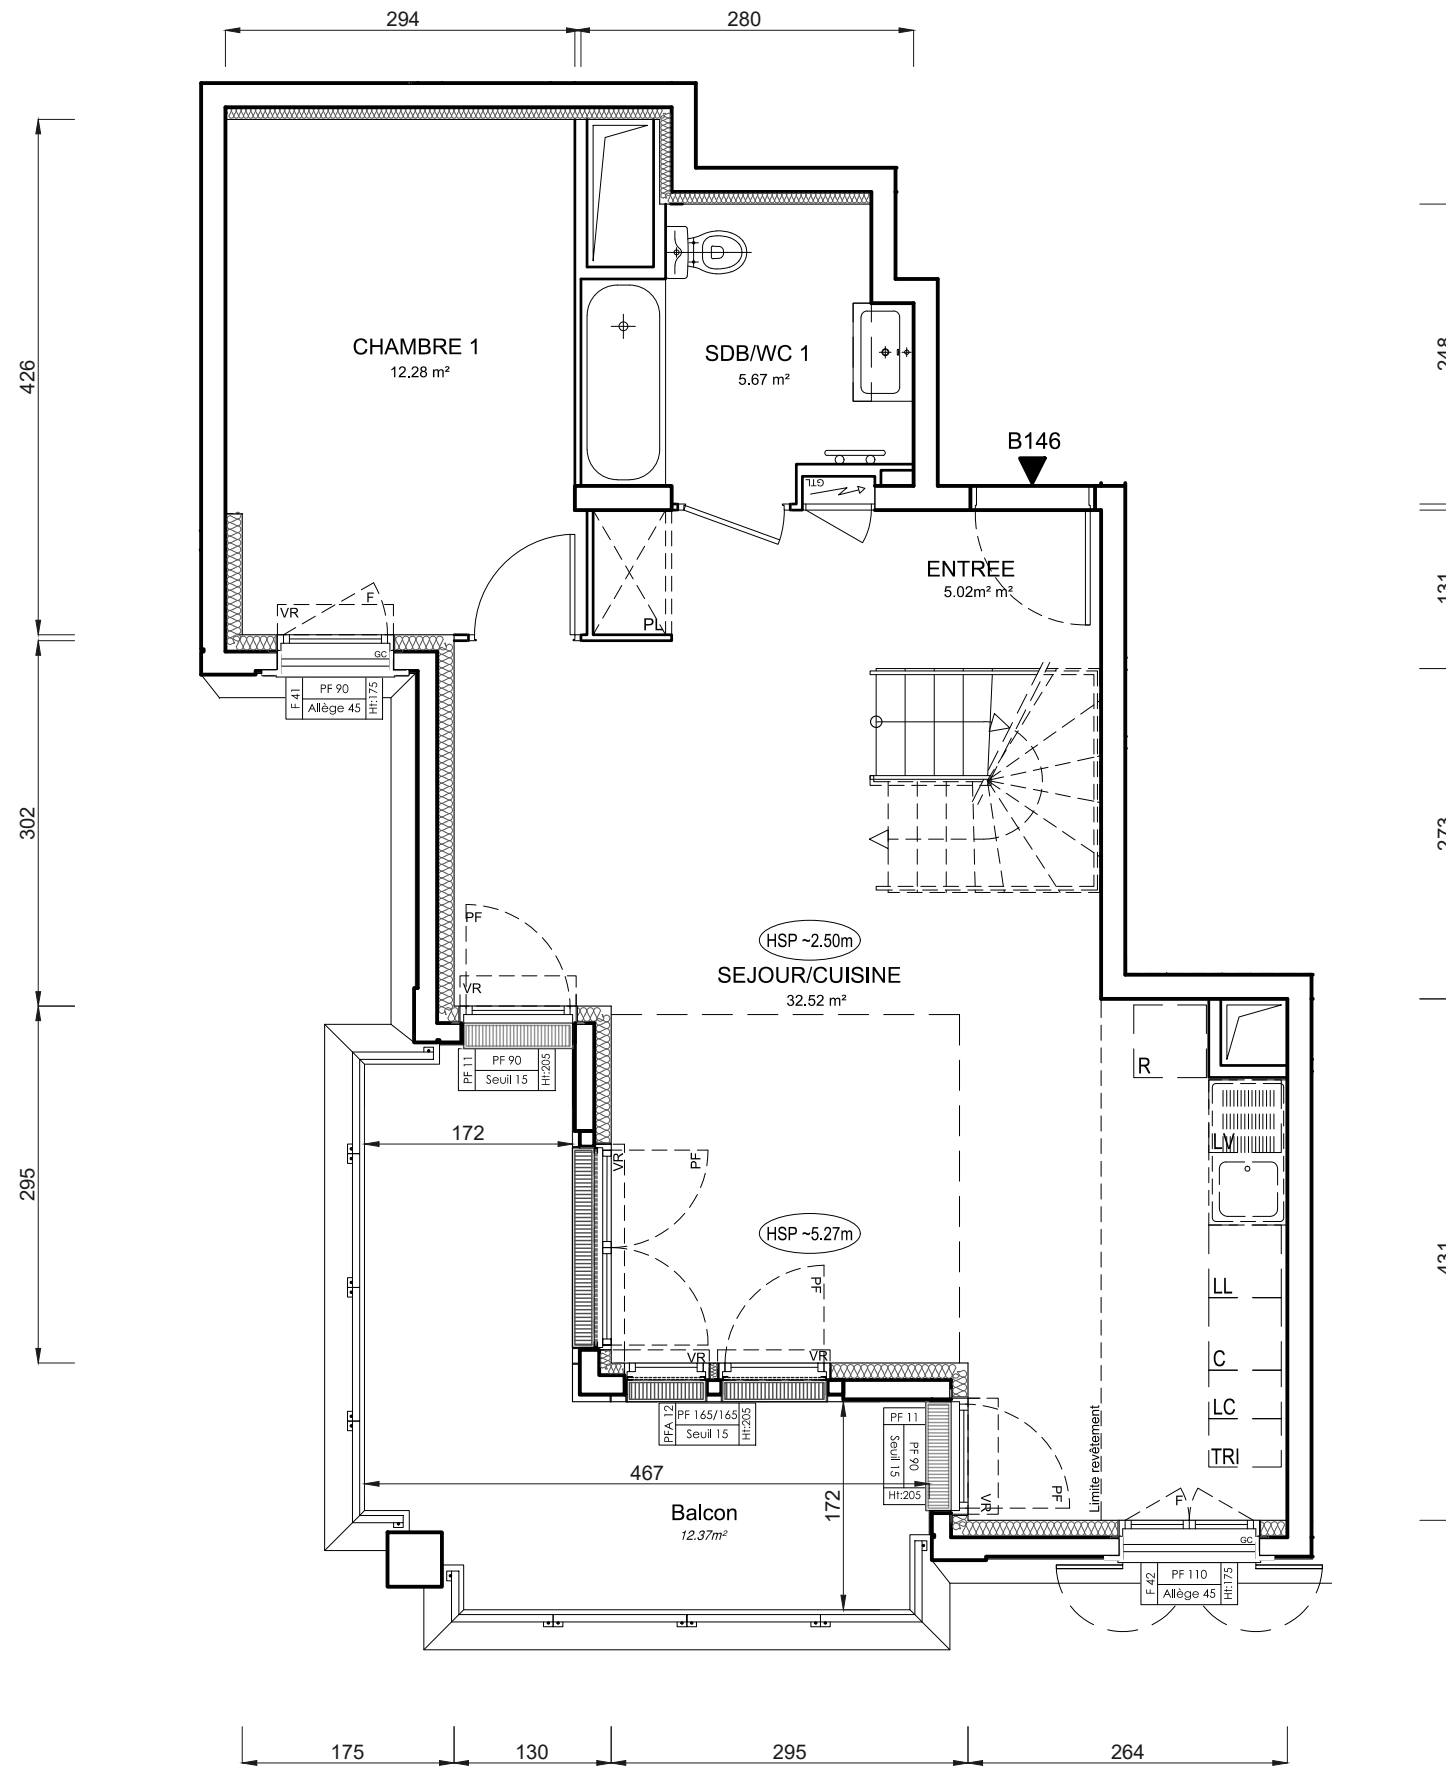 294
280
426
302
295
248
131
273
431
CHAMBRE 1
12.28 m²
SDB/WC 1
5.67 m²
B146
GTL
ENTREE
5.02m² m²
PL
VR
F
GC
F 41
PF 90
Allège 45
Ht:175
PF
VR
PF 11
PF 90
Seuil 15
Ht:205
HSP ~2.50m
SEJOUR/CUISINE
32.52 m²
R
LV
172
VR
PF
HSP ~5.27m
PF
LL
C
LC
TRI
VR
VR
PFA 12
PF 165/165
Seuil 15
Ht:205
PF 11
Seuil 15
PF 90
Ht:205
VR
PF
Limite revêtement
467
172
Balcon
12.37m²
F
GC
F 42
PF 110
Allège 45
Ht:175
175
130
295
264